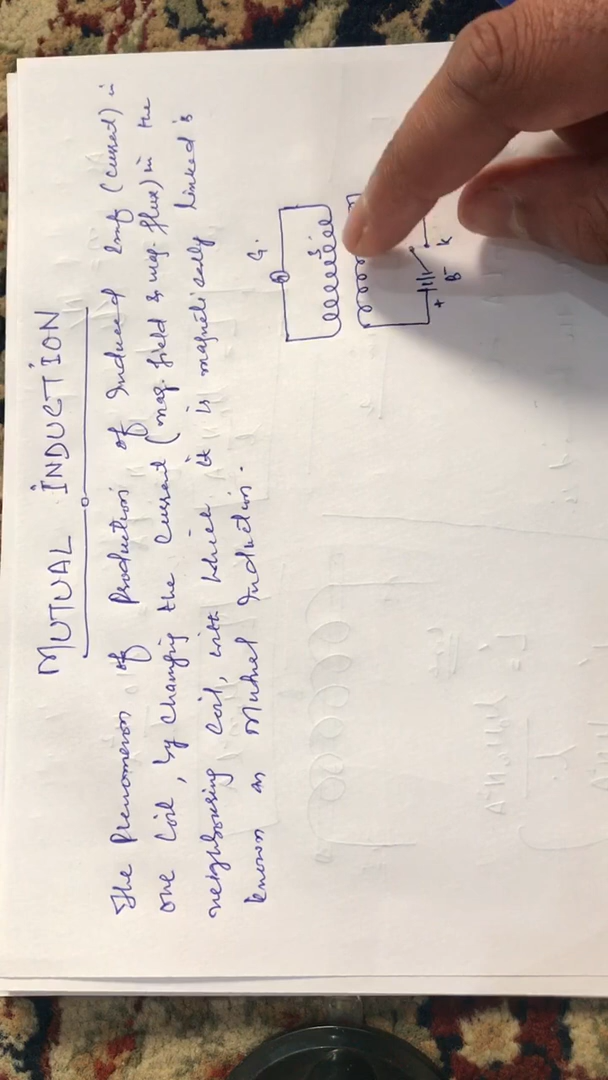 MUTUAL INDUCTION
The Phenomenon of Production of Induced Emf (current) in
one Coil, by changing the current (mag. field & mag. flux) in the
neighbouring Coil, with which it is magnetically linked is
known as Mutual Induction.
G.
S
+
B
-
K